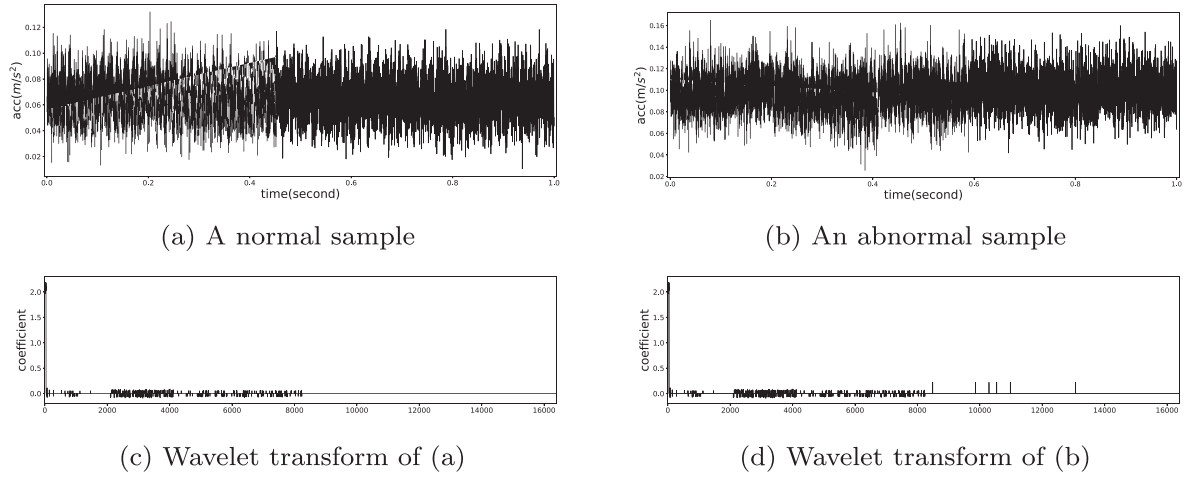 acc(m/s²)
0.12
0.10
0.08
0.06
0.04
0.02
0.0 0.2 0.4 0.6 0.8 1.0
time(second)
(a) A normal sample
acc(m/s²)
0.16
0.14
0.12
0.10
0.08
0.06
0.04
0.02
0.0 0.2 0.4 0.6 0.8 1.0
time(second)
(b) An abnormal sample
coefficient
2.0
1.5
1.0
0.5
0.0
0 2000 4000 6000 8000 10000 12000 14000 16000
(c) Wavelet transform of (a)
coefficient
2.0
1.5
1.0
0.5
0.0
0 2000 4000 6000 8000 10000 12000 14000 16000
(d) Wavelet transform of (b)